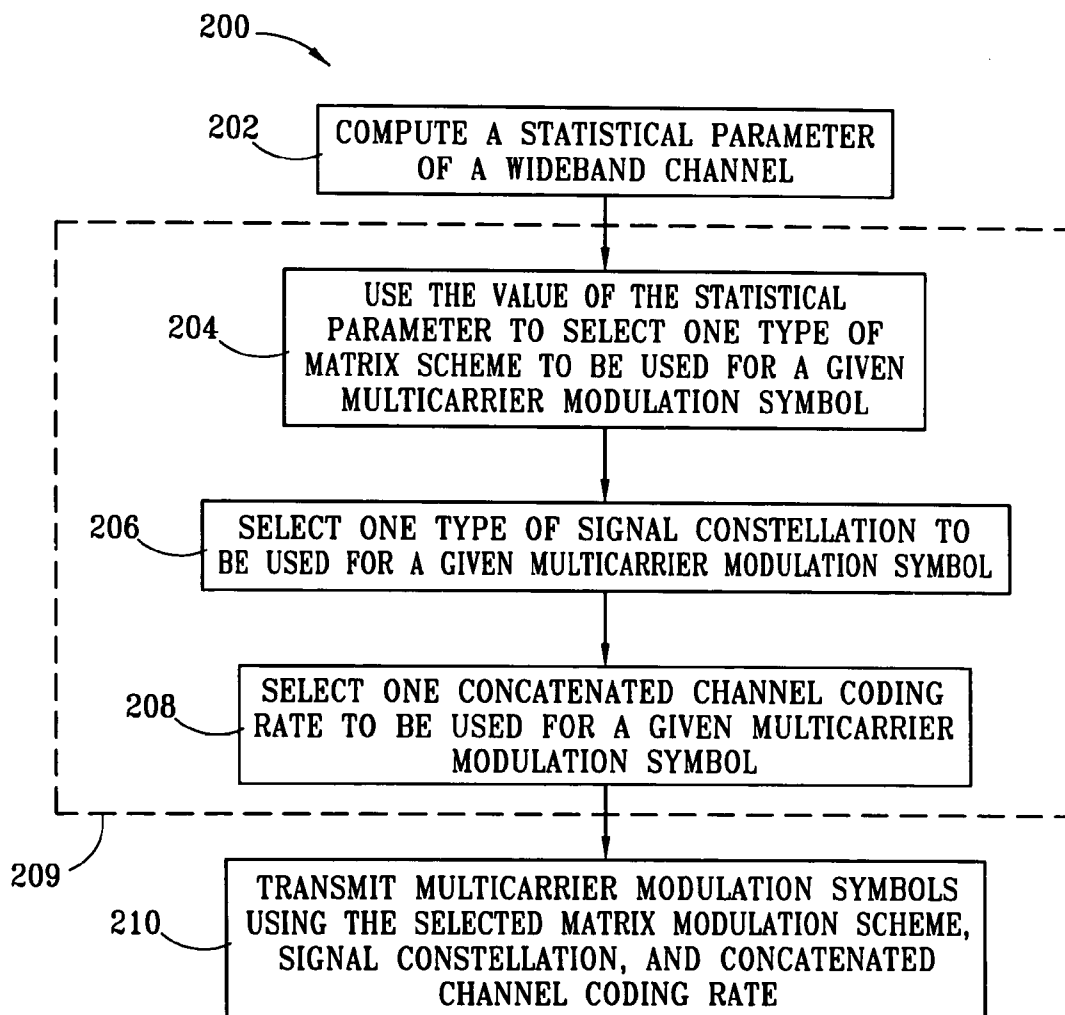 200
202
COMPUTE A STATISTICAL PARAMETER
OF A WIDEBAND CHANNEL
204
USE THE VALUE OF THE STATISTICAL
PARAMETER TO SELECT ONE TYPE OF
MATRIX SCHEME TO BE USED FOR A GIVEN
MULTICARRIER MODULATION SYMBOL
206
SELECT ONE TYPE OF SIGNAL CONSTELLATION TO
BE USED FOR A GIVEN MULTICARRIER MODULATION SYMBOL
208
SELECT ONE CONCATENATED CHANNEL CODING
RATE TO BE USED FOR A GIVEN MULTICARRIER
MODULATION SYMBOL
209
210
TRANSMIT MULTICARRIER MODULATION SYMBOLS
USING THE SELECTED MATRIX MODULATION SCHEME,
SIGNAL CONSTELLATION, AND CONCATENATED
CHANNEL CODING RATE